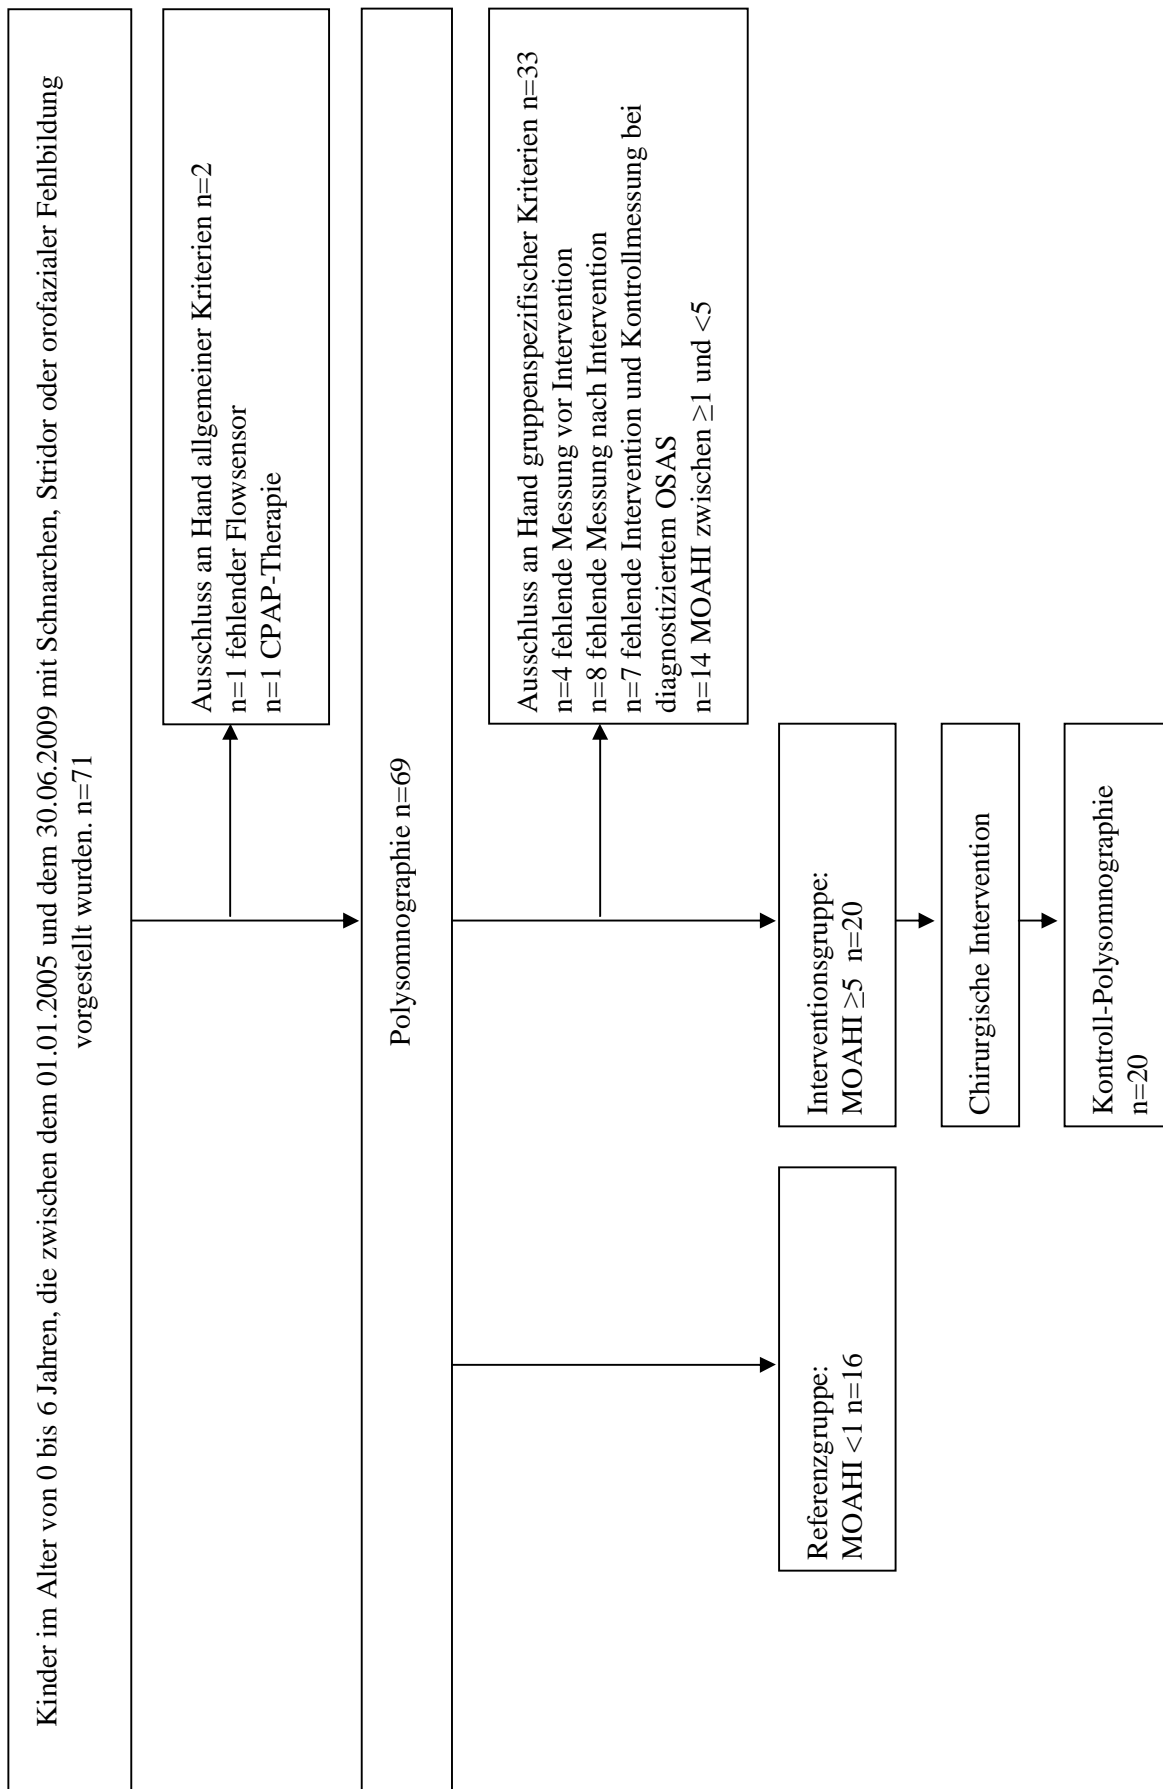 Kinder im Alter von 0 bis 6 Jahren, die zwischen dem 01.01.2005 und dem 30.06.2009 mit Schnarchen, Stridor oder orofazialer Fehlbildung
vorgestellt wurden. n=71
Ausschluss an Hand allgemeiner Kriterien n=2
n=1 fehlender Flowsensor
n=1 CPAP-Therapie
Polysomnographie n=69
Ausschluss an Hand gruppenspezifischer Kriterien n=33
n=4 fehlende Messung vor Intervention
n=8 fehlende Messung nach Intervention
n=7 fehlende Intervention und Kontrollmessung bei
diagnostiziertem OSAS
n=14 MOAHI zwischen ≥1 und <5
Referenzgruppe:
MOAHI <1 n=16
Interventionsgruppe:
MOAHI ≥5 n=20
Chirurgische Intervention
Kontroll-Polysomnographie
n=20